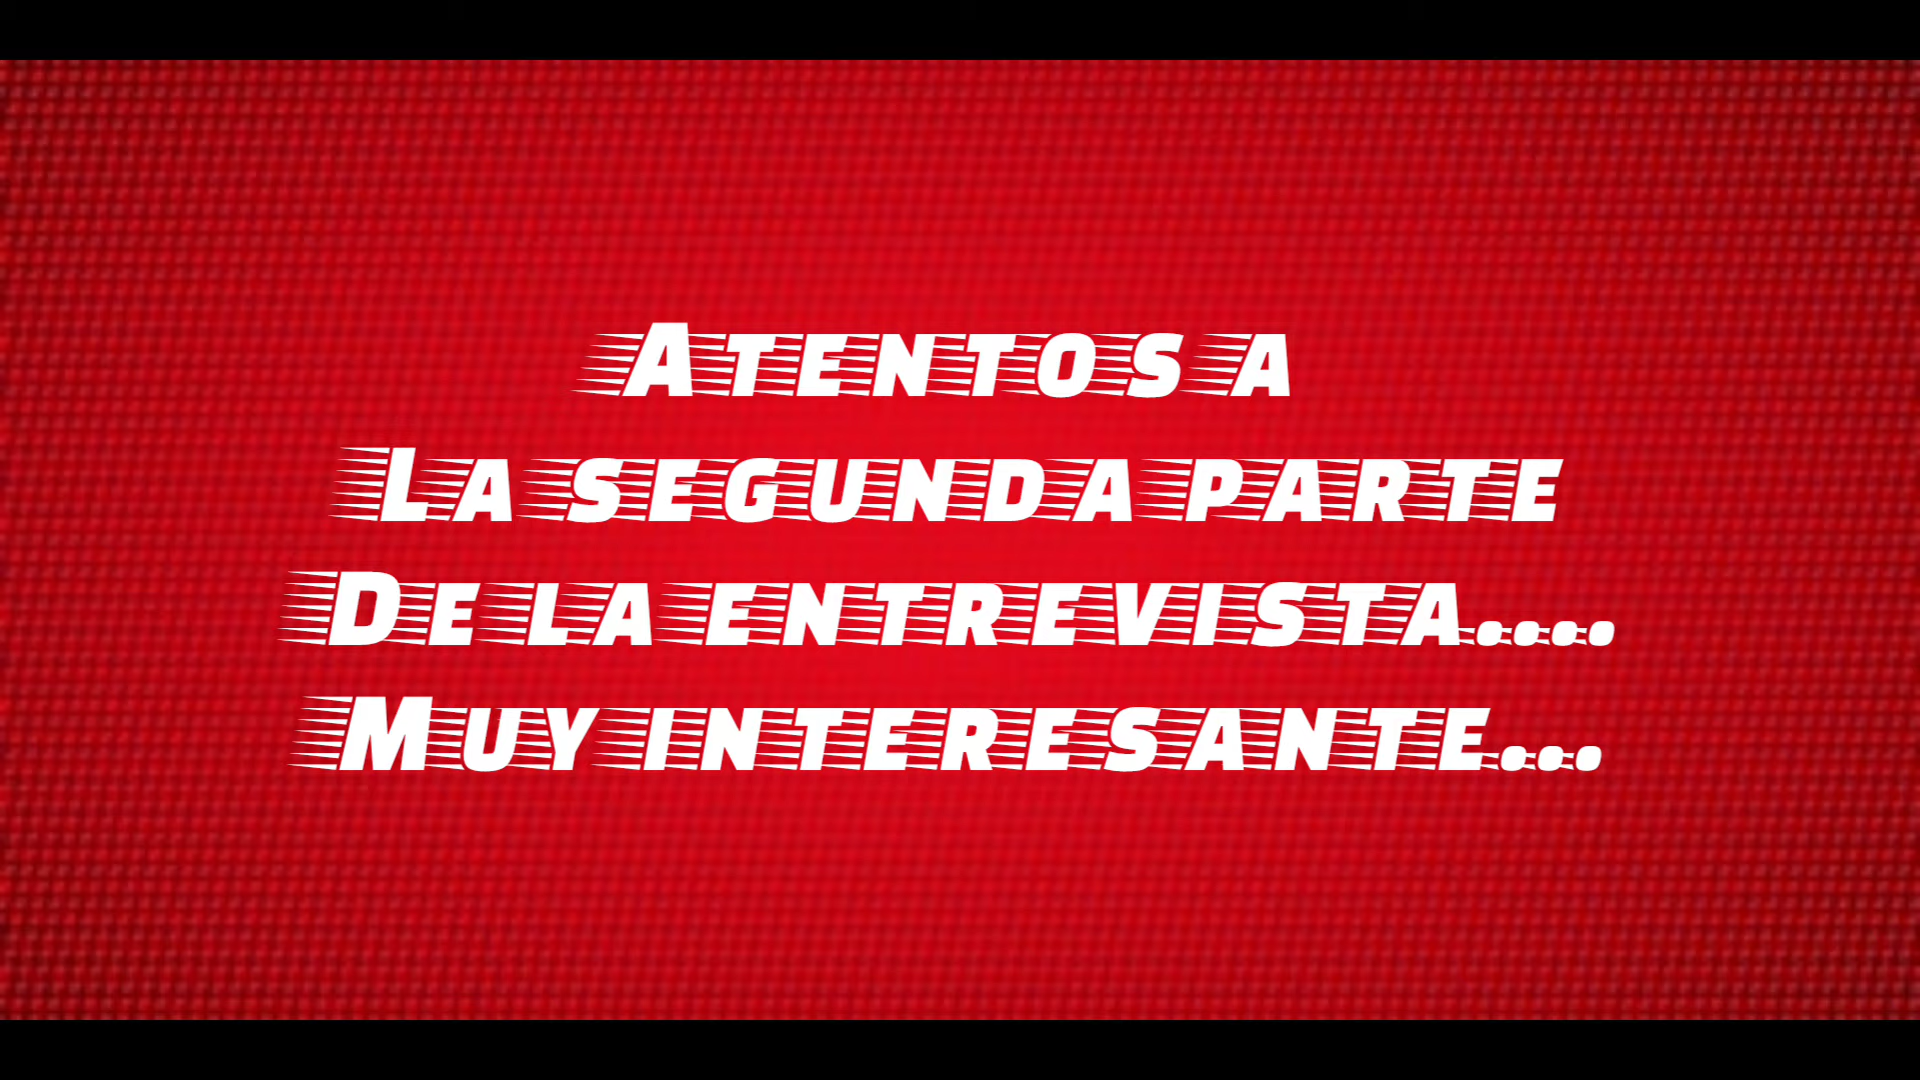 Atentos a
La segunda parte
De la entrevista....
Muy interesante...